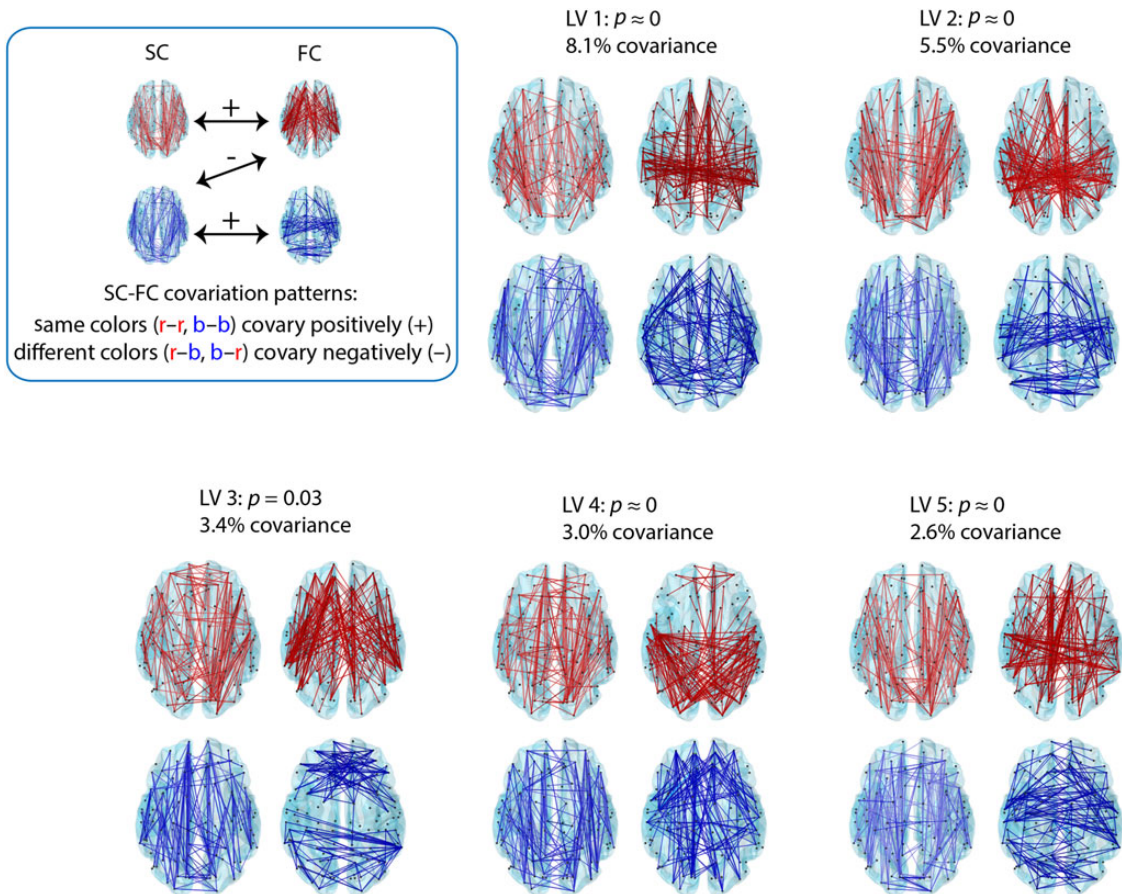 SC FC
+
-
+
SC-FC covariation patterns:
same colors (r–r, b–b) covary positively (+)
different colors (r–b, b–r) covary negatively (–)
LV 1: p ≈ 0
8.1% covariance
LV 2: p ≈ 0
5.5% covariance
LV 3: p = 0.03
3.4% covariance
LV 4: p ≈ 0
3.0% covariance
LV 5: p ≈ 0
2.6% covariance